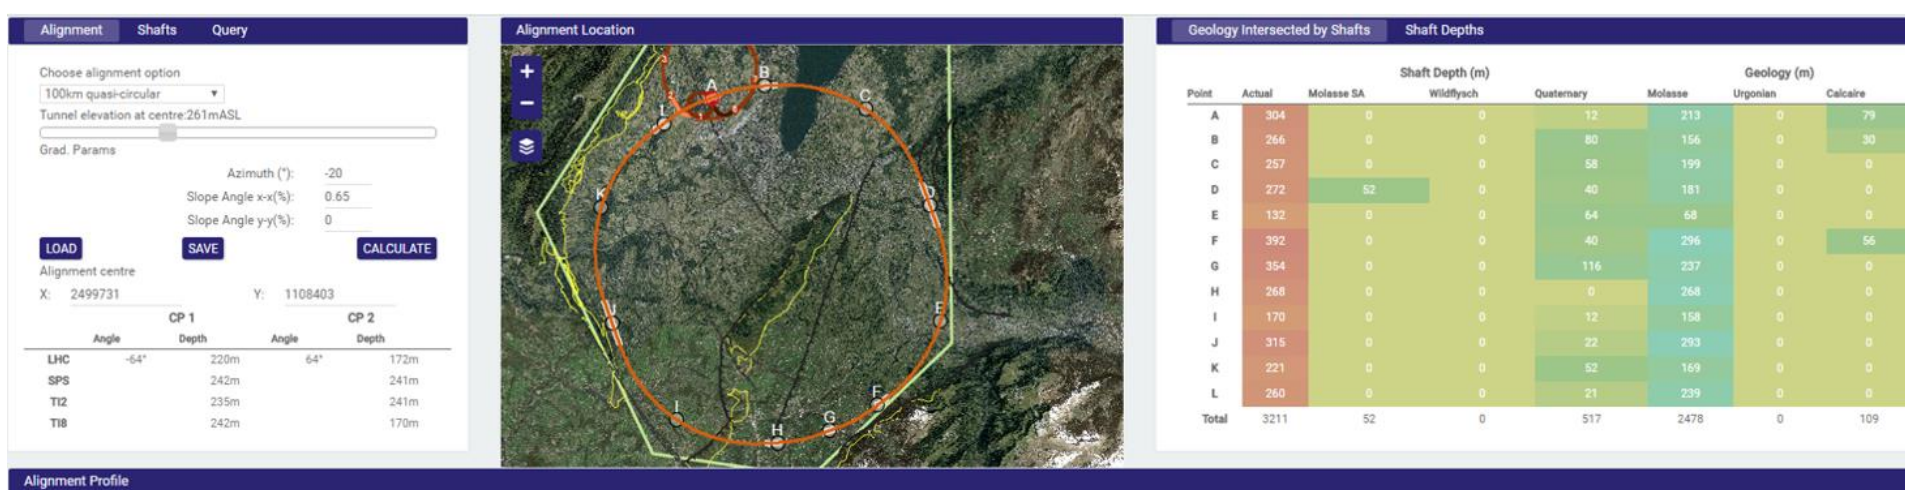 Alignment Shafts Query
Choose alignment option
100km quasi-circular
Tunnel elevation at centre:261mASL
Grad. Params
Azimuth (°): -20
Slope Angle x-x(%): 0.65
Slope Angle y-y(%): 0
LOAD SAVE CALCULATE
Alignment centre
X: 2499731 Y: 1108403
CP 1 CP 2
Angle Depth Angle Depth
LHC -64° 220m 64° 172m
SPS 242m 241m
TI2 235m 241m
TI8 242m 170m
Alignment Location
+
−
A
B
C
D
E
F
G
H
I
J
K
L
Geology Intersected by Shafts Shaft Depths
Shaft Depth (m) Geology (m)
Point Actual Molasse SA Wildflysch Quaternary Molasse Urgonian Calcaire
A 304 0 0 12 213 0 79
B 266 0 0 80 156 0 30
C 257 0 0 58 199 0 0
D 272 52 0 40 181 0 0
E 132 0 0 64 68 0 0
F 392 0 0 40 296 0 56
G 354 0 0 116 237 0 0
H 268 0 0 0 268 0 0
I 170 0 0 12 158 0 0
J 315 0 0 22 293 0 0
K 221 0 0 52 169 0 0
L 260 0 0 21 239 0 0
Total 3211 52 0 517 2478 0 109
Alignment Profile